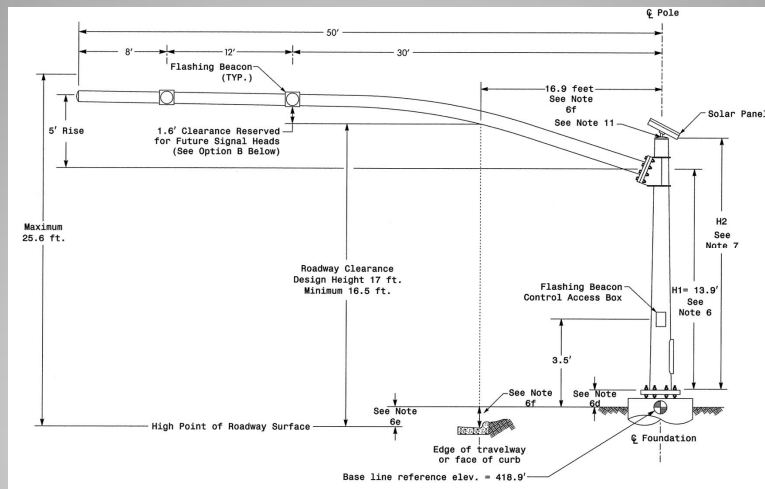 ℄ Pole
50'
8'
12'
30'
Flashing Beacon
(TYP.)
16.9 feet
See Note
6f
Solar Panel
See Note 11
5' Rise
1.6' Clearance Reserved
for Future Signal Heads
(See Option B Below)
Maximum
25.6 ft.
H2
See
Note 7
Roadway Clearance
Design Height 17 ft.
Minimum 16.5 ft.
Flashing Beacon
Control Access Box
H1= 13.9'
See
Note 6
3.5'
See Note
6e
See Note
6f
See Note
6d
High Point of Roadway Surface
℄ Foundation
Edge of travelway
or face of curb
Base line reference elev. = 418.9'